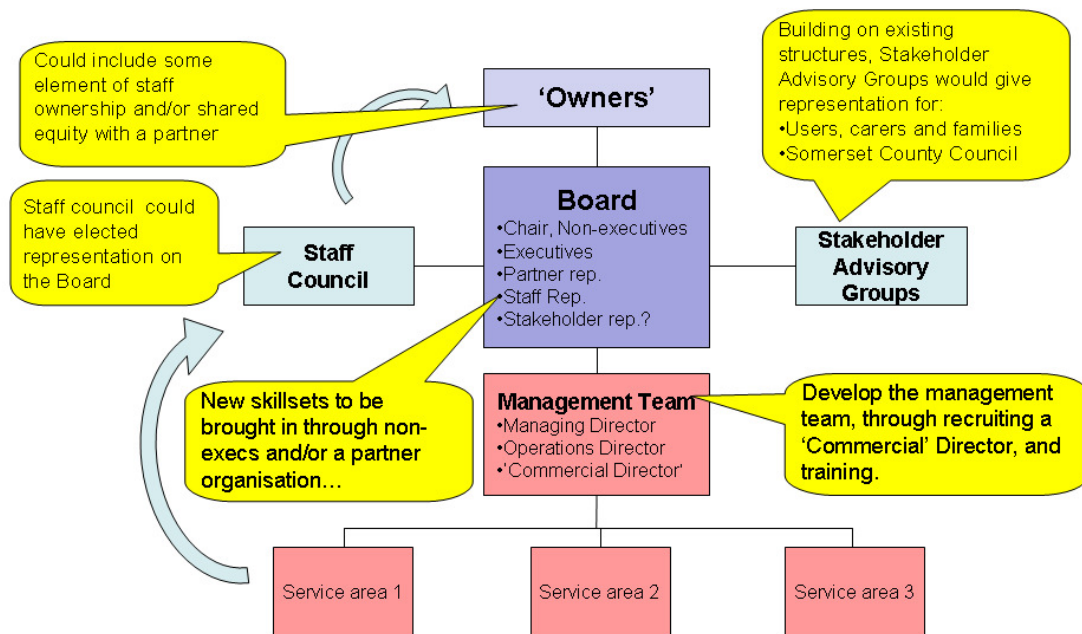 Could include some
element of staff
ownership and/or shared
equity with a partner
'Owners'
Building on existing
structures, Stakeholder
Advisory Groups would give
representation for:
•Users, carers and families
•Somerset County Council
Staff council  could
have elected
representation on
the Board
Staff
Council
Board
•Chair, Non-executives
•Executives
•Partner rep.
•Staff Rep.
•Stakeholder rep.?
Stakeholder
Advisory
Groups
New skillsets to be
brought in through non-
execs and/or a partner
organisation…
Management Team
•Managing Director
•Operations Director
•'Commercial Director'
Develop the management
team, through recruiting a
'Commercial' Director, and
training.
Service area 1
Service area 2
Service area 3